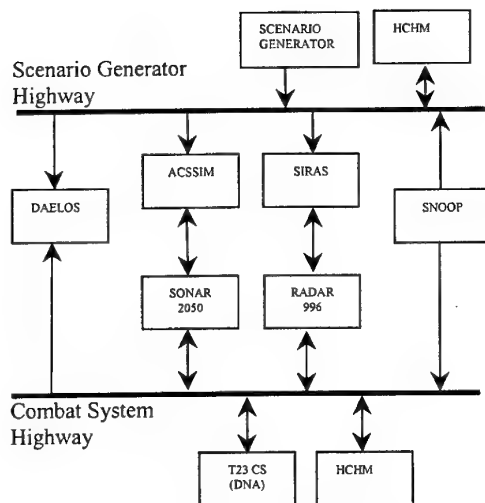 SCENARIO
GENERATOR
HCHM
Scenario Generator
Highway
DAELOS
ACSSIM
SIRAS
SNOOP
SONAR
2050
RADAR
996
Combat System
Highway
T23 CS
(DNA)
HCHM